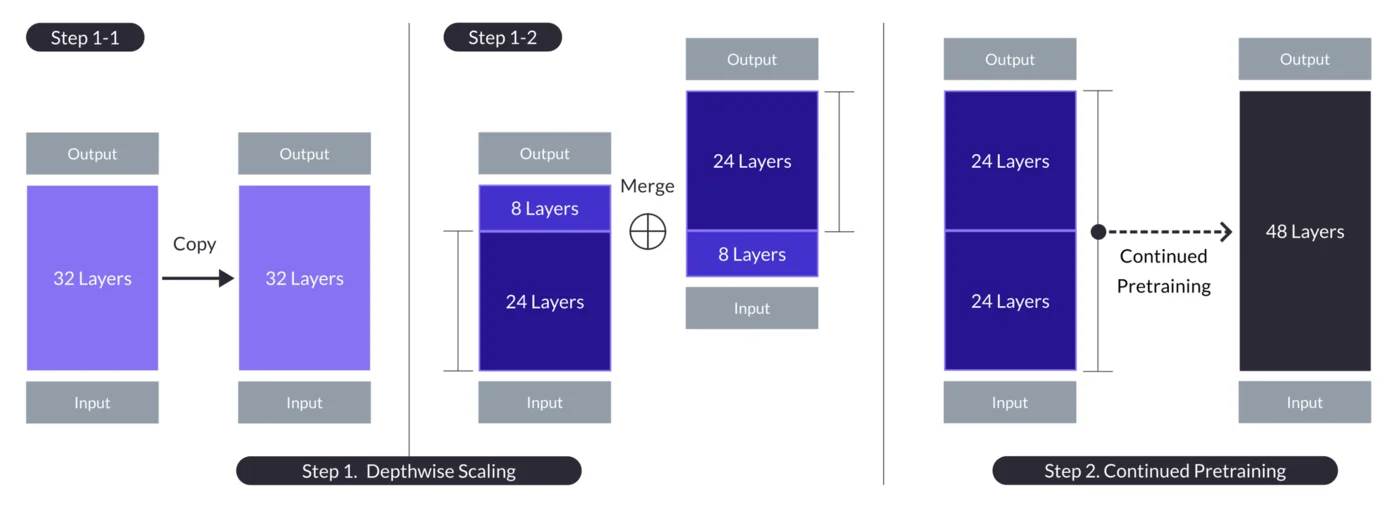 Step 1-1
Output
32 Layers
Input
Copy
Output
32 Layers
Input
Step 1-2
Output
8 Layers
24 Layers
Input
Merge
Output
24 Layers
8 Layers
Input
Step 1. Depthwise Scaling
Output
24 Layers
24 Layers
Input
Continued
Pretraining
Output
48 Layers
Input
Step 2. Continued Pretraining